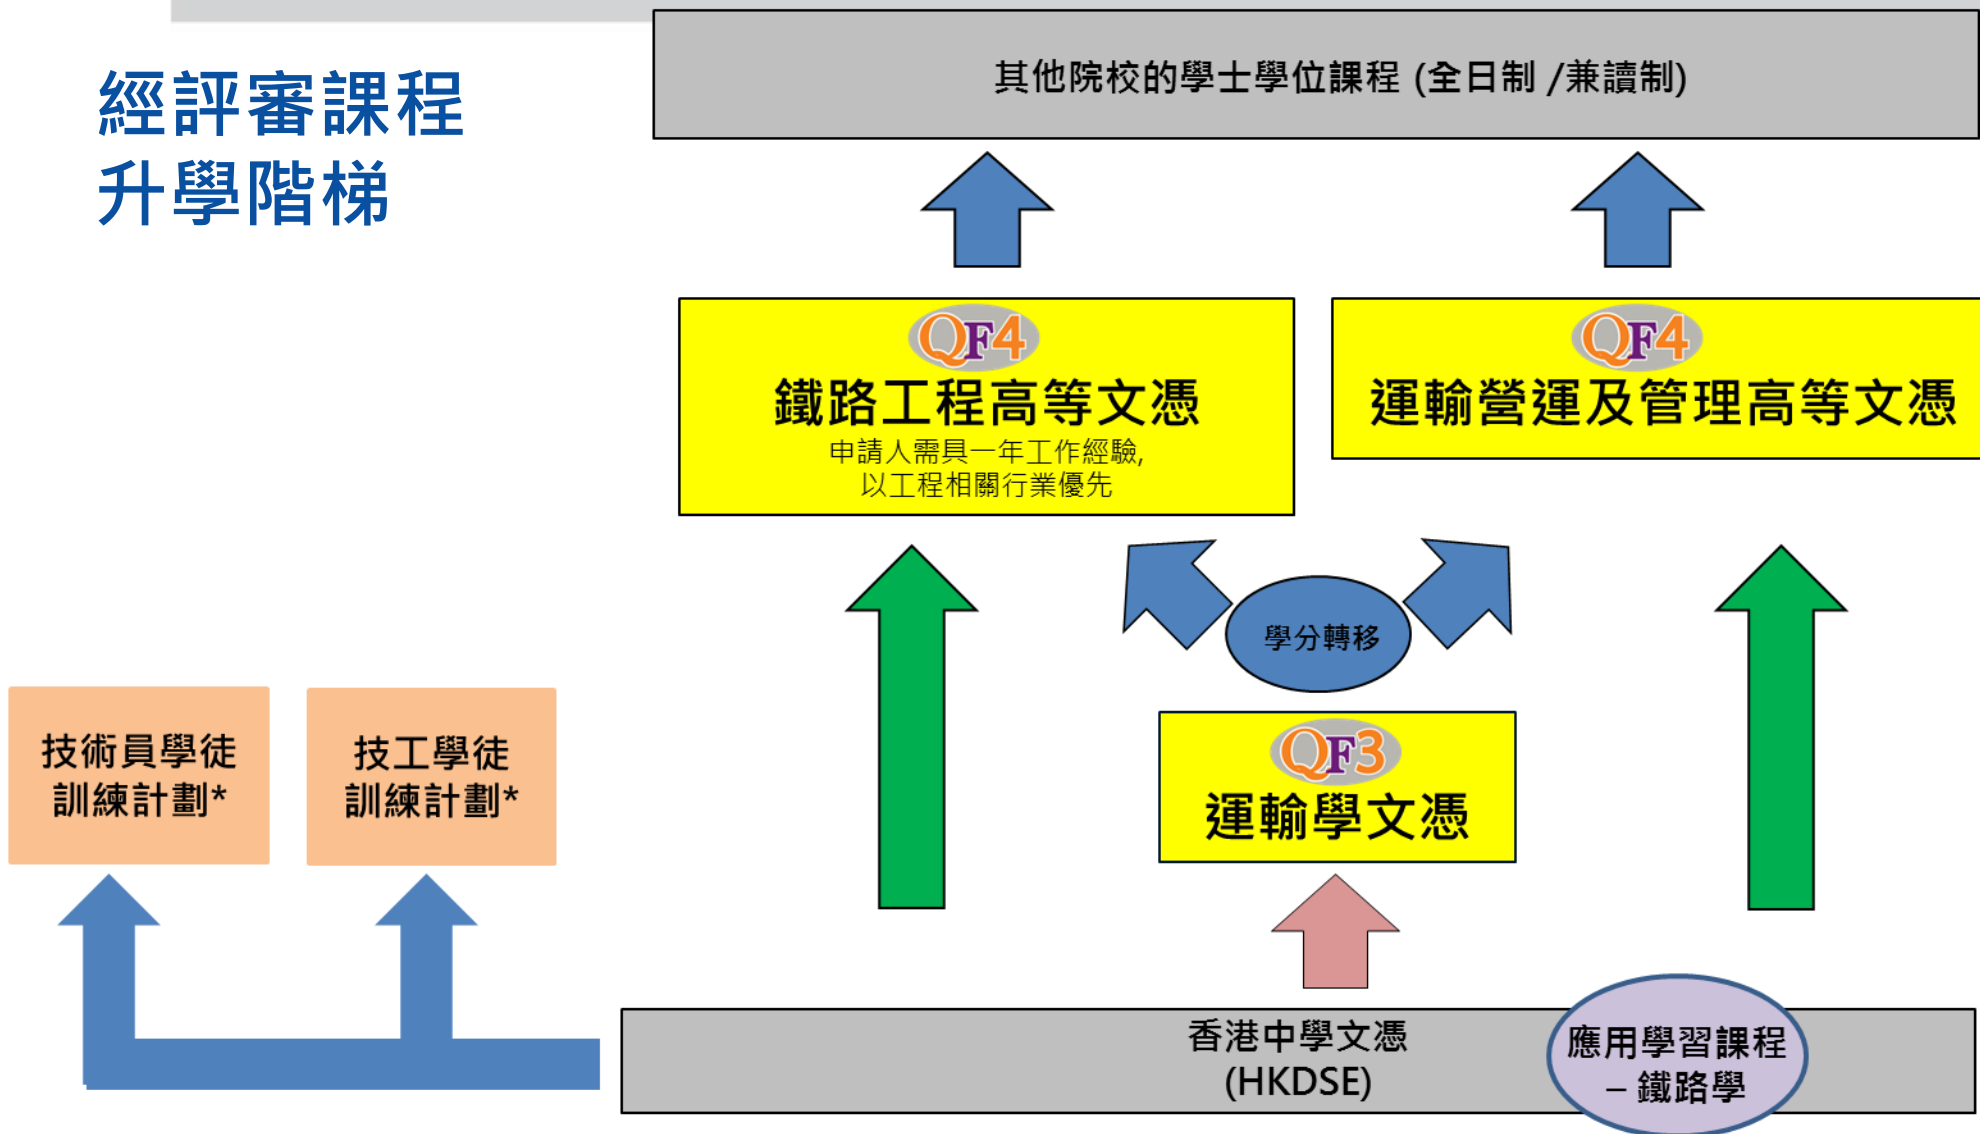 經評審課程
升學階梯
其他院校的學士學位課程 (全日制 /兼讀制)
QF4
鐵路工程高等文憑
申請人需具一年工作經驗,
以工程相關行業優先
QF4
運輸營運及管理高等文憑
學分轉移
技術員學徒
訓練計劃*
技工學徒
訓練計劃*
QF3
運輸學文憑
香港中學文憑
(HKDSE)
應用學習課程
– 鐵路學